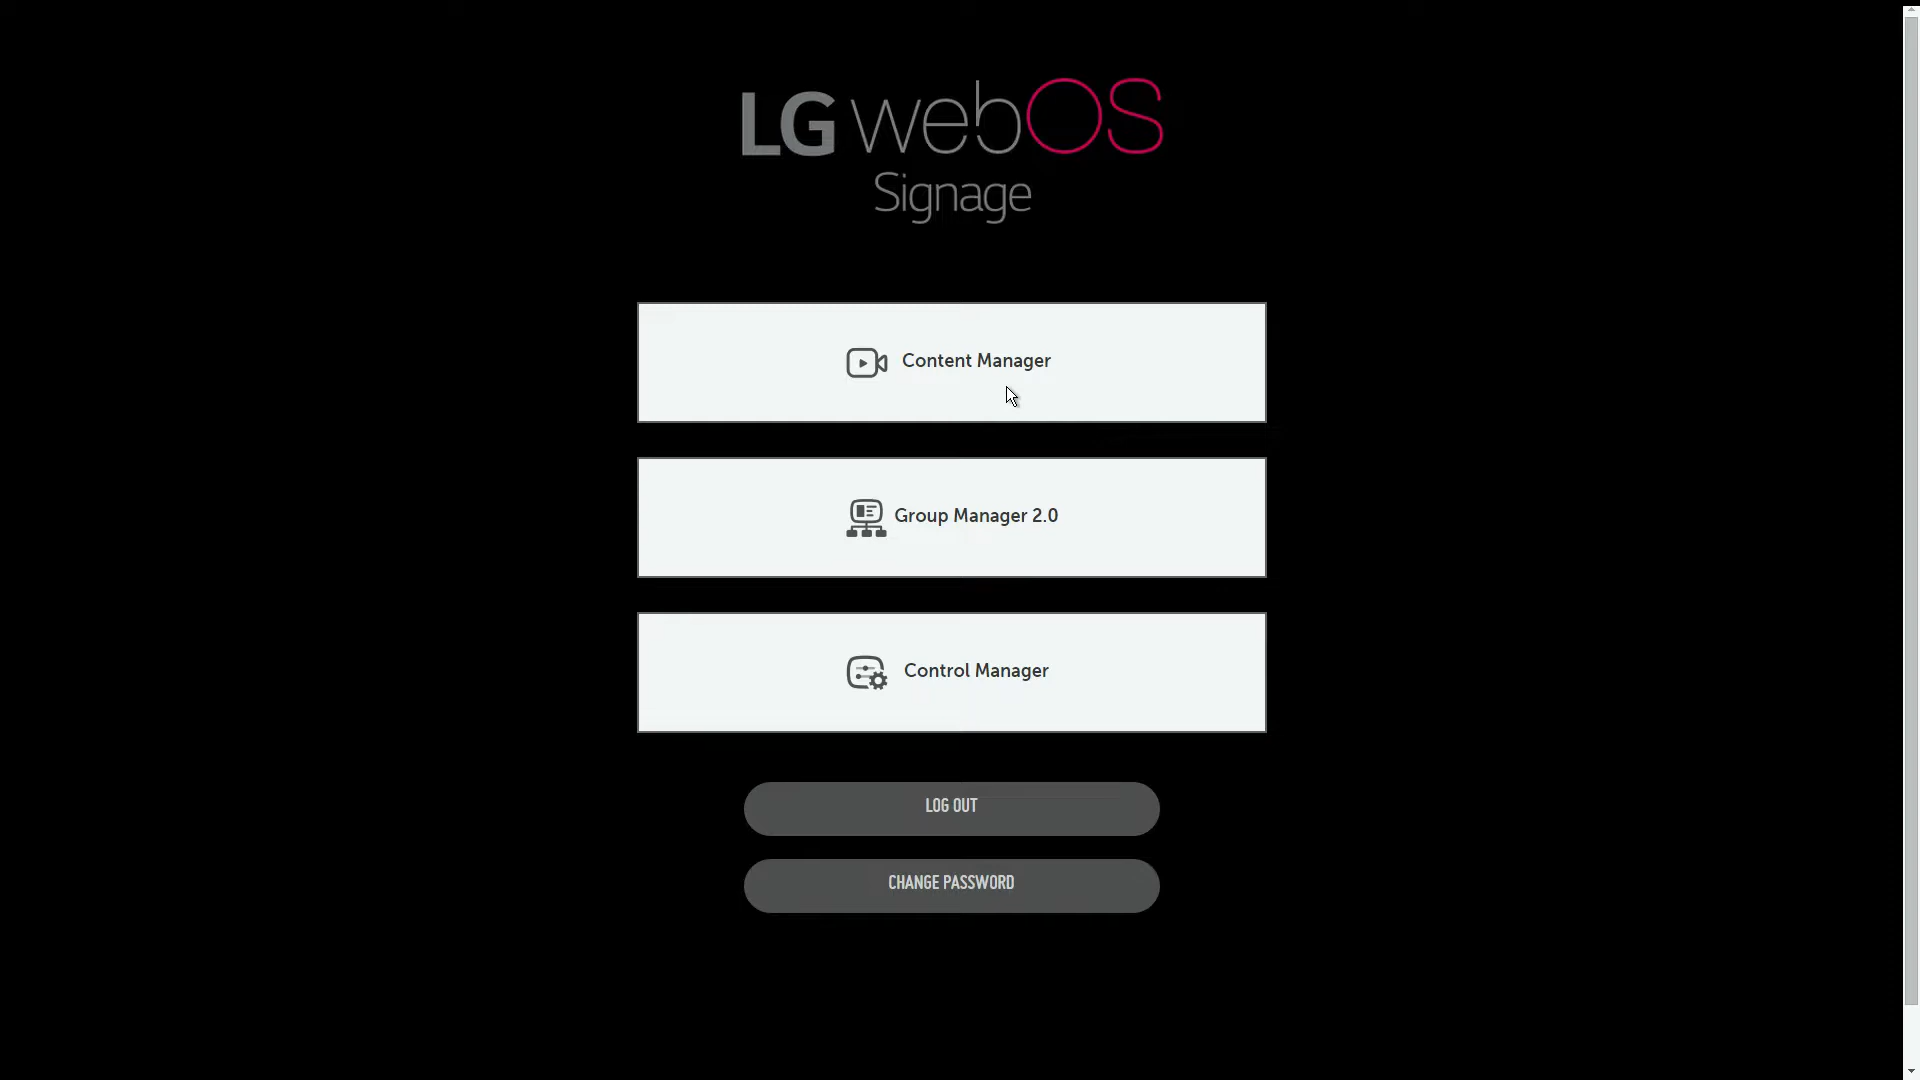 LG webOS
Signage
Content Manager
Group Manager 2.0
Control Manager
LOG OUT
CHANGE PASSWORD